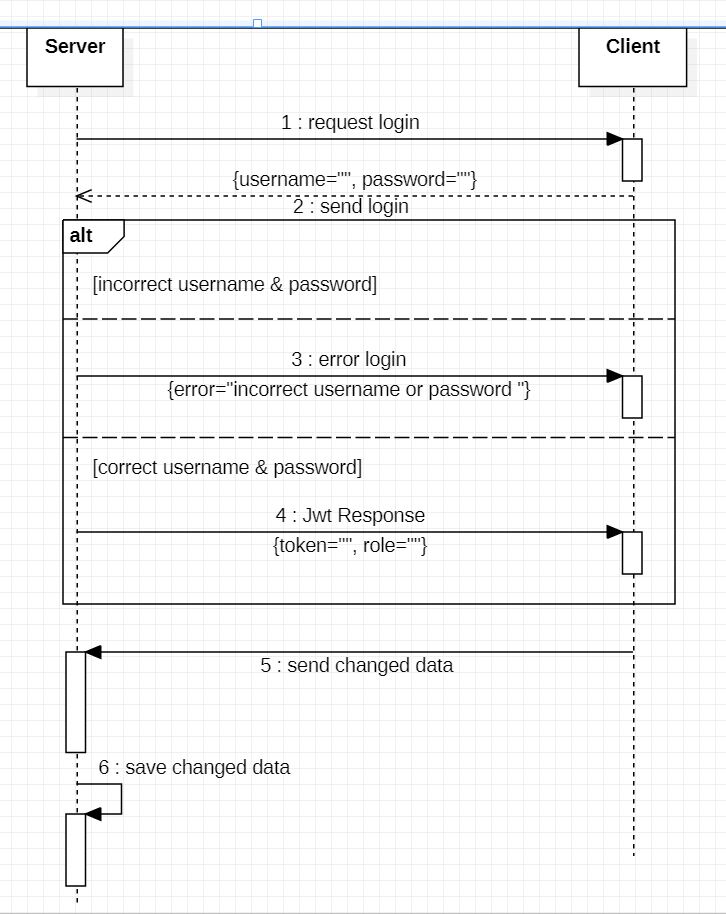 Server
Client
1 : request login
{username="", password=""}
2 : send login
alt
[incorrect username & password]
3 : error login
{error="incorrect username or password "}
[correct username & password]
4 : Jwt Response
{token="", role=""}
5 : send changed data
6 : save changed data